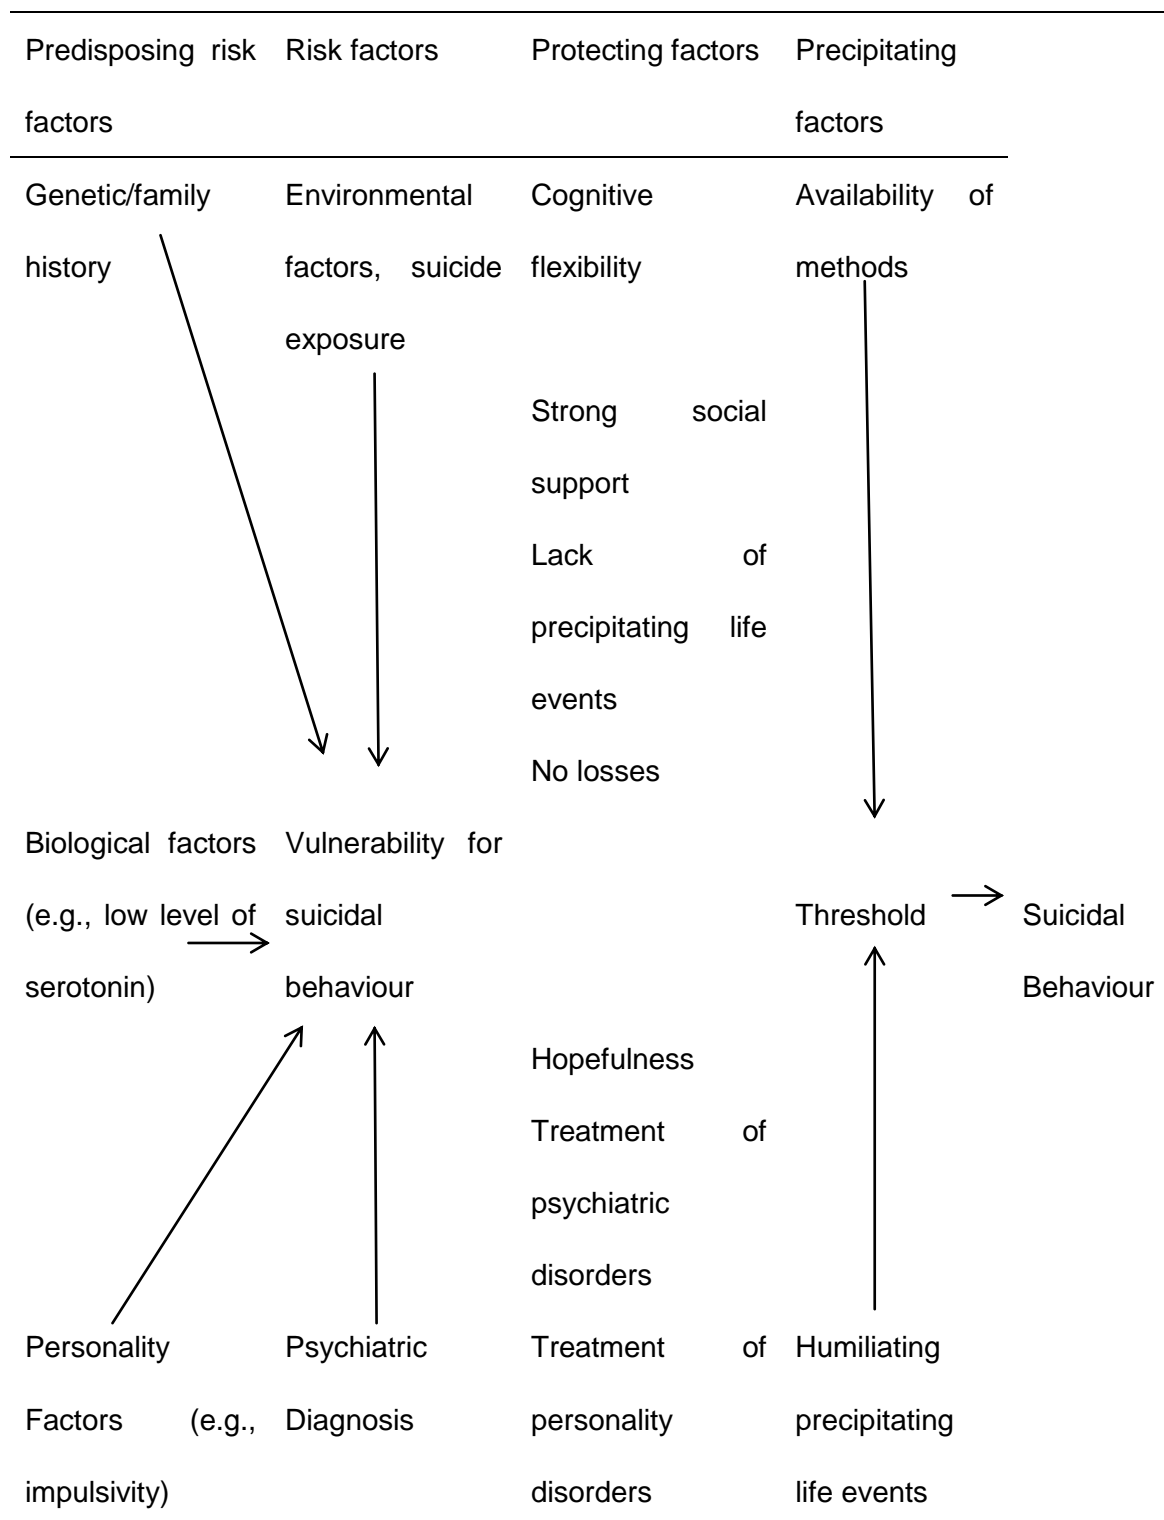 Predisposing risk factors
Risk factors
Protecting factors
Precipitating factors
Genetic/family history
Environmental factors, suicide exposure
Cognitive flexibility
Availability of methods
Strong social support
Lack of precipitating life events
No losses
Biological factors (e.g., low level of serotonin)
Vulnerability for suicidal behaviour
Threshold
Suicidal Behaviour
Hopefulness
Treatment of psychiatric disorders
Personality Factors (e.g., impulsivity)
Psychiatric Diagnosis
Treatment of personality disorders
Humiliating precipitating life events